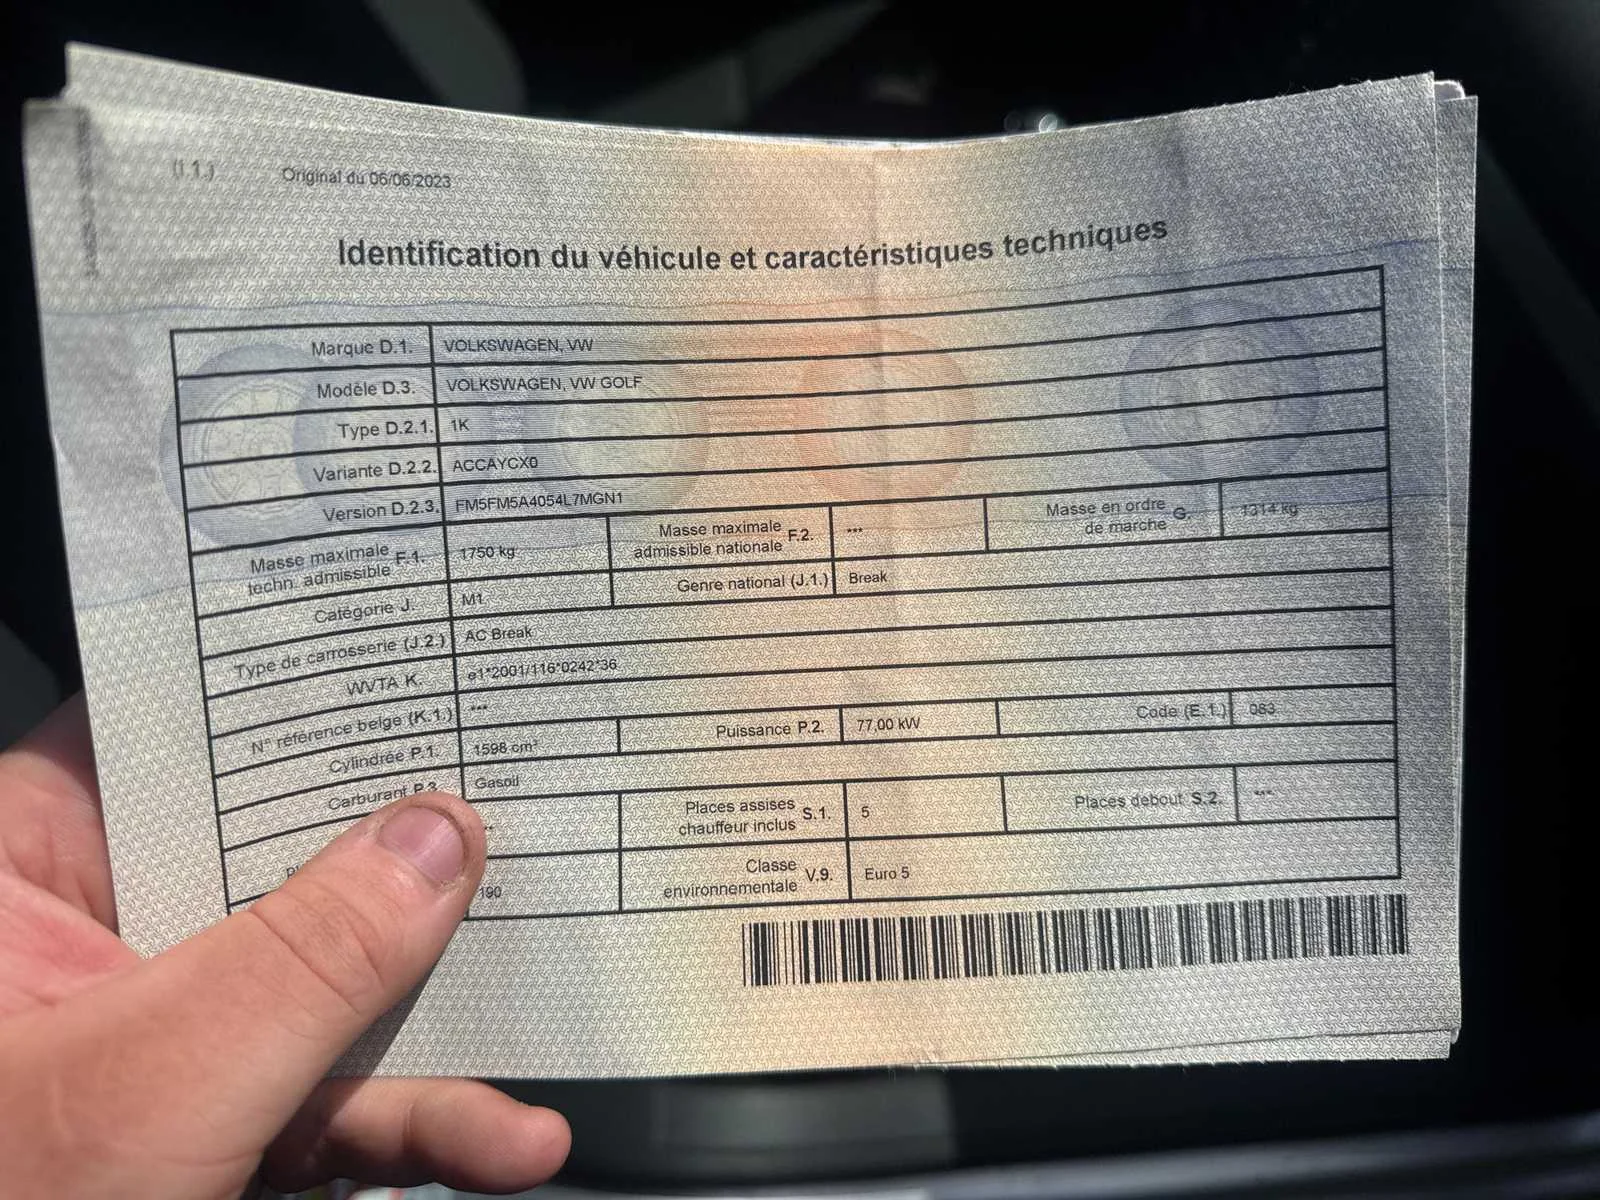 (I.1.) Original du 06/06/2023
Identification du véhicule et caractéristiques techniques
Marque D.1. VOLKSWAGEN, VW
Modèle D.3. VOLKSWAGEN, VW GOLF
Type D.2.1. 1K
Variante D.2.2. ACCAYCX0
Version D.2.3. FM5FM5A4054L7MGN1
Masse maximale techn. admissible F.1. 1750 kg Masse maximale admissible nationale F.2. *** Masse en ordre de marche G. 1314 kg
Catégorie J. M1 Genre national (J.1.) Break
Type de carrosserie (J.2.) AC Break
WVTA K. e1*2001/116*0242*36
N° référence belge (K.1.) ***
Cylindrée P.1. 1598 cm³ Puissance P.2. 77,00 kW Code (E.1.) 083
Carburant P.3. Gasoil
Places assises chauffeur inclus S.1. 5 Places debout S.2. ***
190 Classe environnementale V.9. Euro 5